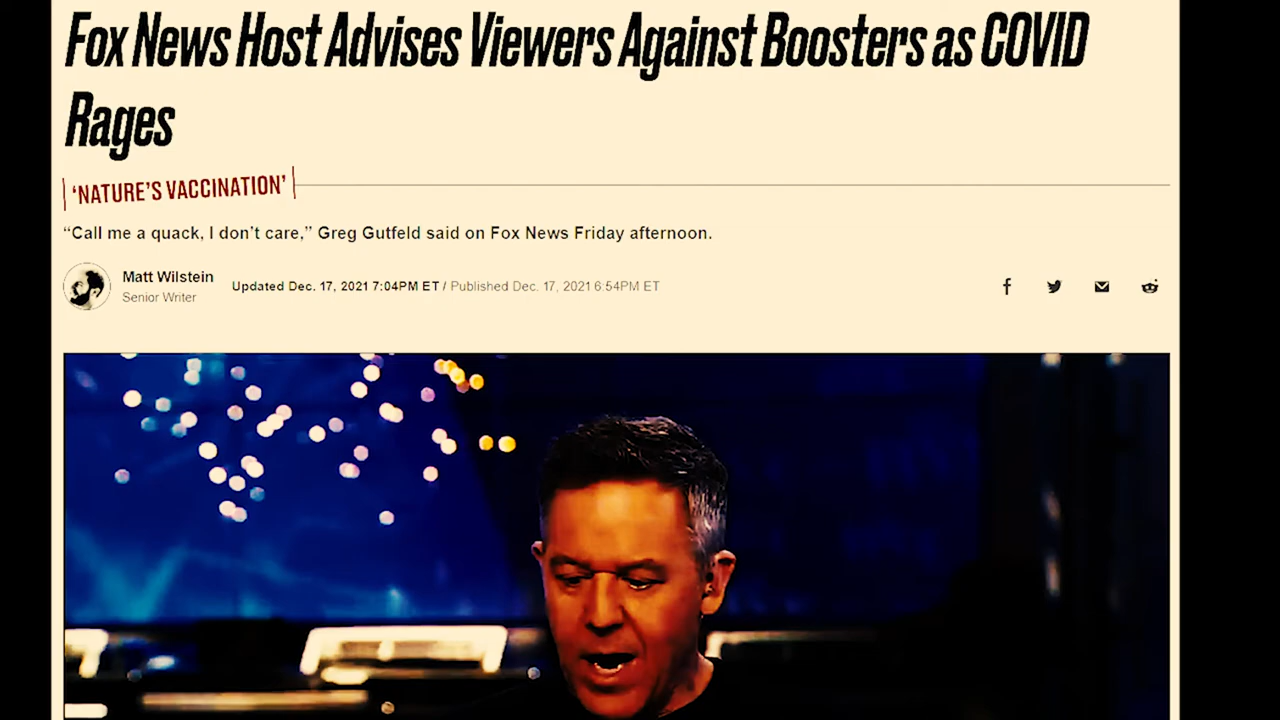 Fox News Host Advises Viewers Against Boosters as COVID
Rages
‘NATURE’S VACCINATION’
“Call me a quack, I don’t care,” Greg Gutfeld said on Fox News Friday afternoon.
Matt Wilstein
Updated Dec. 17, 2021 7:04PM ET / Published Dec. 17, 2021 6:54PM ET
Senior Writer